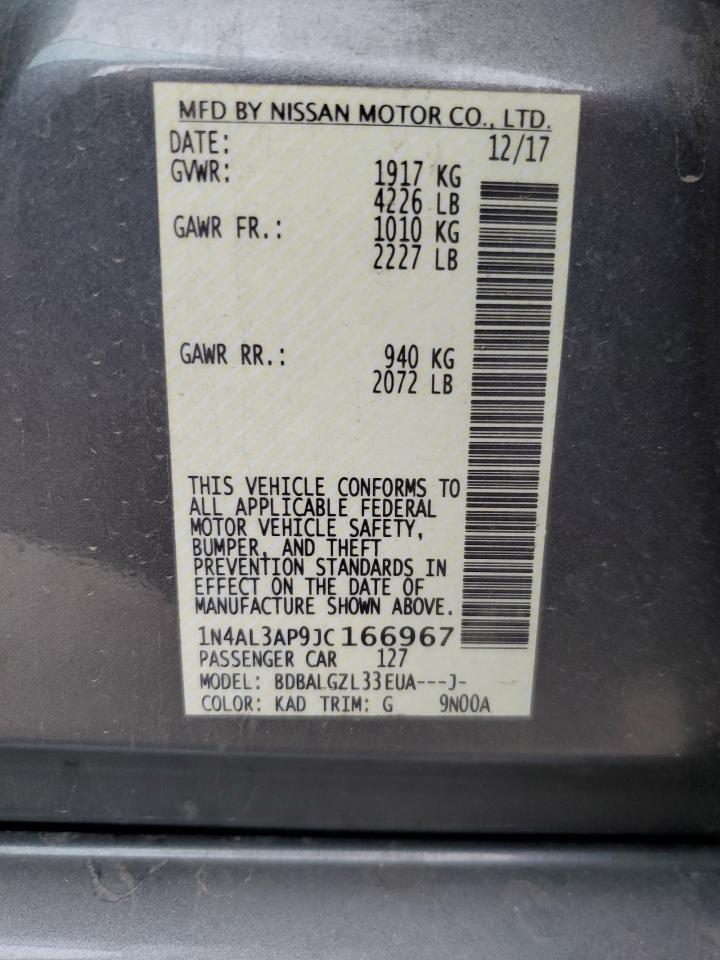 MFD BY NISSAN MOTOR CO., LTD.
DATE: 12/17
GVWR: 1917 KG
4226 LB
GAWR FR.: 1010 KG
2227 LB
GAWR RR.: 940 KG
2072 LB
THIS VEHICLE CONFORMS TO
ALL APPLICABLE FEDERAL
MOTOR VEHICLE SAFETY,
BUMPER, AND THEFT
PREVENTION STANDARDS IN
EFFECT ON THE DATE OF
MANUFACTURE SHOWN ABOVE.
1N4AL3AP9JC166967
PASSENGER CAR 127
MODEL: BDBALGZL33EUA---J-
COLOR: KAD TRIM: G 9N00A